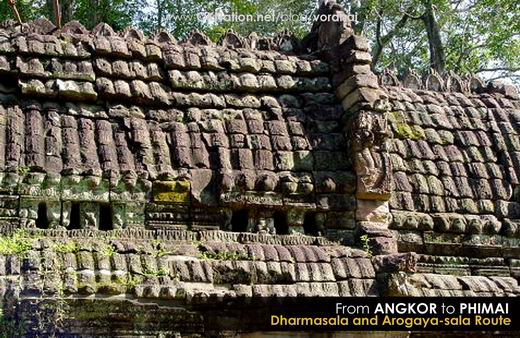 From ANGKOR to PHIMAI
Dharmasala and Arogaya-sala Route